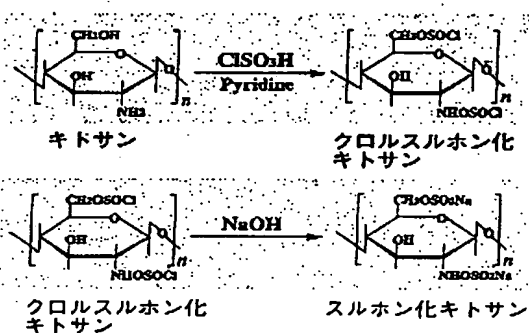 CH2OH
O
OH
O
NH2
n
ClSO3H
Pyridine
CH2OSOCl
O
OH
O
NHOSOCl
n
キトサン
クロルスルホン化
キトサン
CH2OSOCl
O
OH
O
NHOSOCl
n
NaOH
CH2OSO2Na
O
OH
O
NHOSO2Na
n
クロルスルホン化
キトサン
スルホン化キトサン